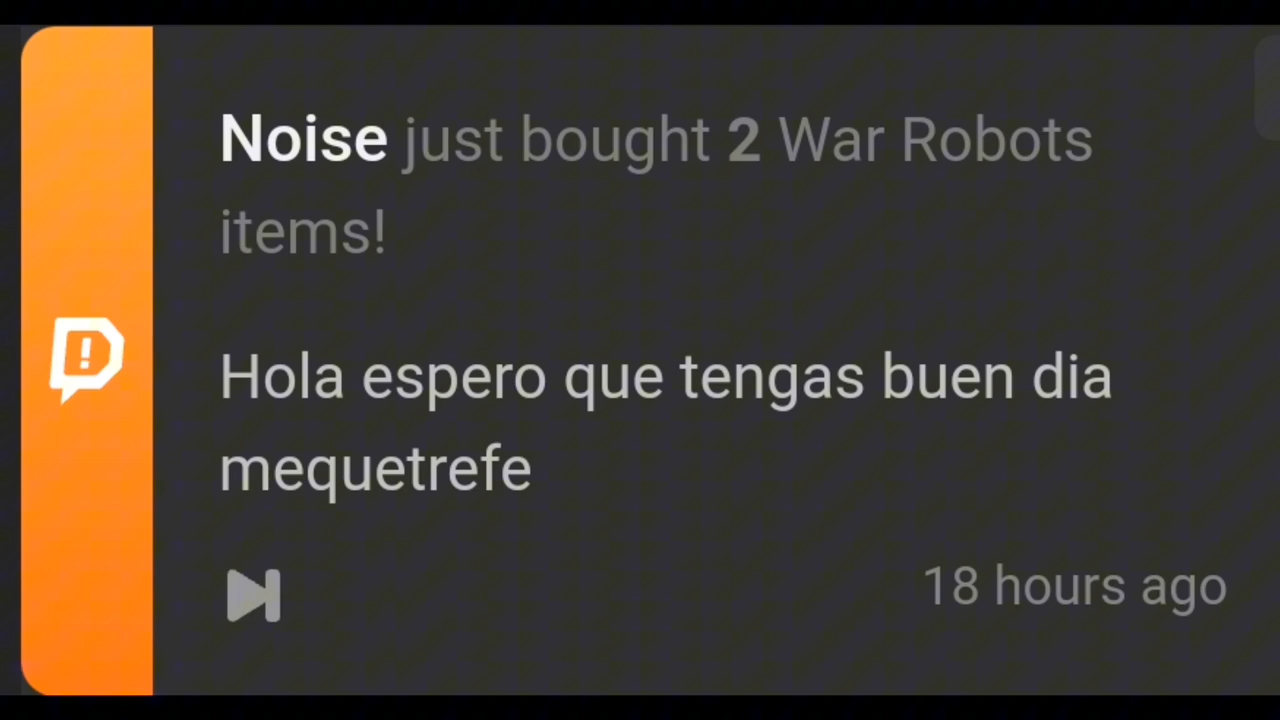 Noise just bought 2 War Robots
items!
Hola espero que tengas buen dia
mequetrefe
18 hours ago